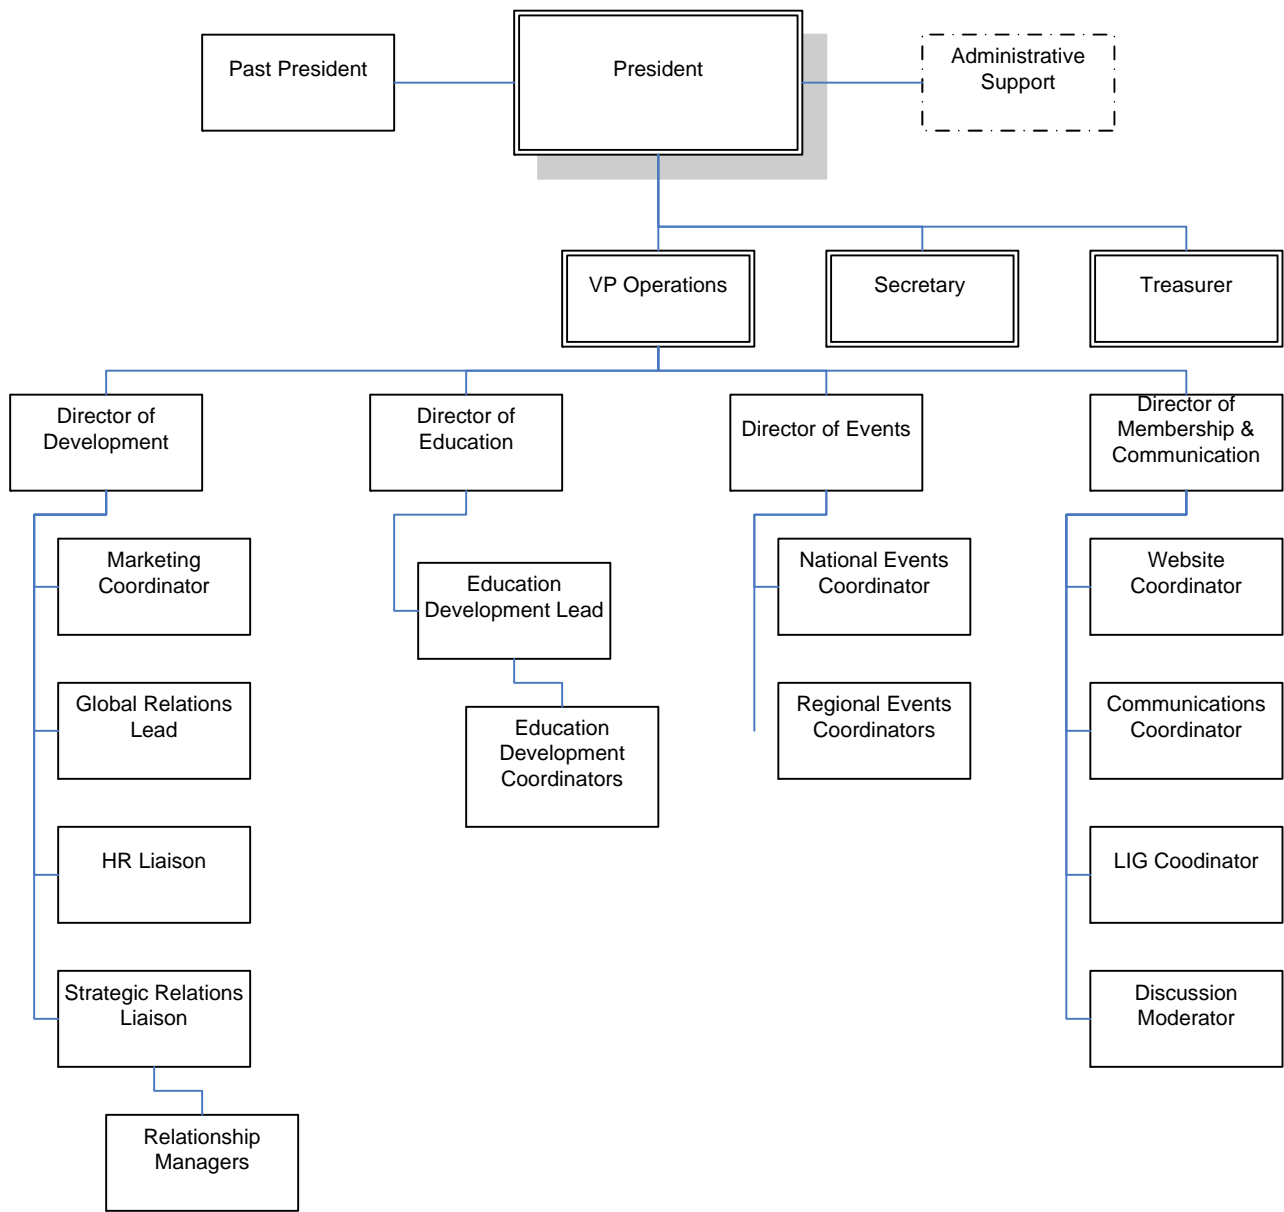 Past President
President
Administrative
Support
VP Operations
Secretary
Treasurer
Director of
Development
Director of
Education
Director of Events
Director of
Membership &
Communication
Marketing
Coordinator
Education
Development Lead
National Events
Coordinator
Website
Coordinator
Global Relations
Lead
Education
Development
Coordinators
Regional Events
Coordinators
Communications
Coordinator
HR Liaison
LIG Coodinator
Strategic Relations
Liaison
Discussion
Moderator
Relationship
Managers